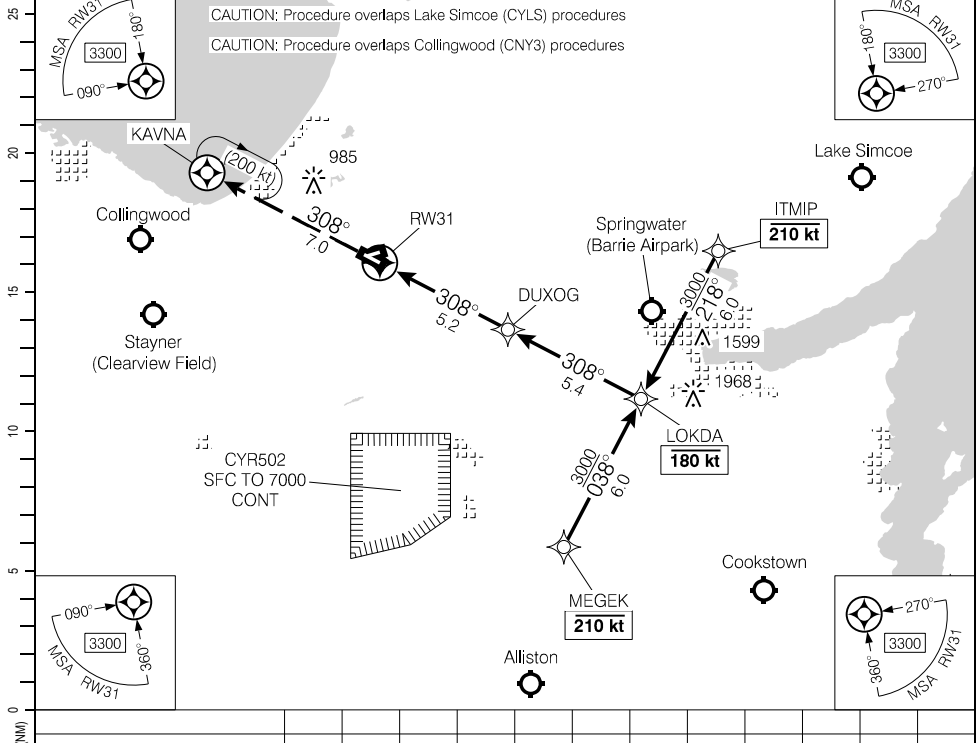 25
CAUTION: Procedure overlaps Lake Simcoe (CYLS) procedures
CAUTION: Procedure overlaps Collingwood (CNY3) procedures
MSA RW31
180°
3300
090°
MSA RW31
180°
3300
270°
20
KAVNA
(200 kt)
985
Lake Simcoe
Collingwood
308°
7.0
RW31
Springwater
(Barrie Airpark)
ITMIP
210 kt
15
308°
5.2
DUXOG
3000
218°
6.0
Stayner
(Clearview Field)
1599
308°
5.4
1968
10
LOKDA
180 kt
CYR502
SFC TO 7000
CONT
3000
038°
6.0
5
Cookstown
MEGEK
210 kt
090°
3300
360°
MSA RW31
270°
3300
360°
MSA RW31
Alliston
0
(NM)